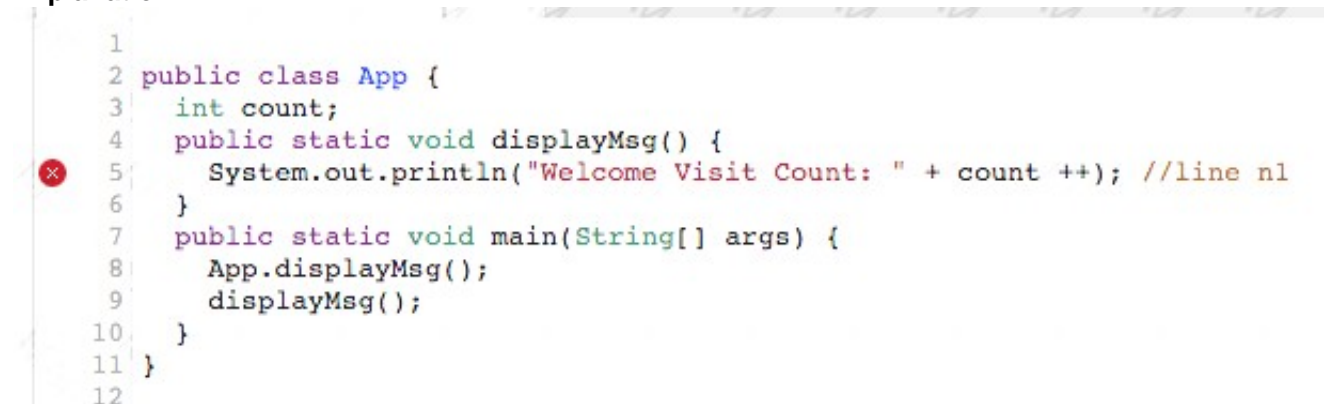 1
2 public class App {
3 int count;
4 public static void displayMsg() {
5 System.out.println("Welcome Visit Count: " + count ++); //line n1
6 }
7 public static void main(String[] args) {
8 App.displayMsg();
9 displayMsg();
10 }
11 }
12